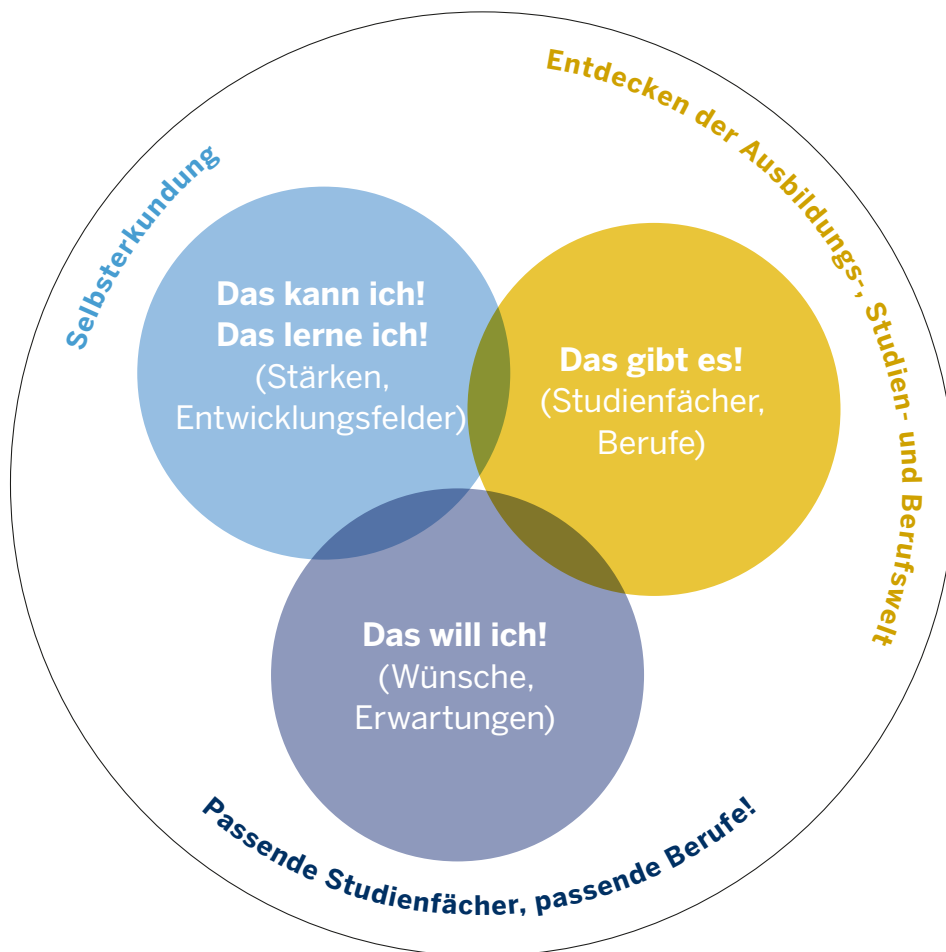 Entdecken der Ausbildungs-, Studien- und Berufswelt
Selbsterkundung
Das kann ich!
Das lerne ich!
(Stärken,
Entwicklungsfelder)
Das gibt es!
(Studienfächer,
Berufe)
Das will ich!
(Wünsche,
Erwartungen)
Passende Studienfächer, passende Berufe!